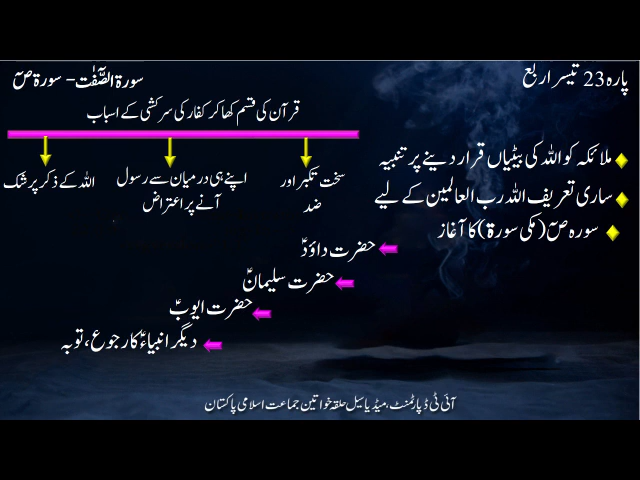 پارہ 23 تیسرا ربع
سورۃ الصّٰٓفّٰت - سورۃ صٓ
ملائکہ کو اللہ کی بیٹیاں قرار دینے پر تنبیہ
ساری تعریف اللہ رب العالمین کے لیے
سورہ صٓ (مکی سورۃ) کا آغاز
قرآن کی قسم کھا کر کفار کی سرکشی کے اسباب
سخت تکبر اور
ضد
اپنے ہی درمیان سے رسول
آنے پر اعتراض
اللہ کے ذکر پر شک
حضرت داؤدؑ
حضرت سلیمانؑ
حضرت ایوبؑ
دیگر انبیاءؑ کا رجوع، توبہ
آئی ٹی ڈپارٹمنٹ، میڈیا سیل حلقہ خواتین جماعت اسلامی پاکستان